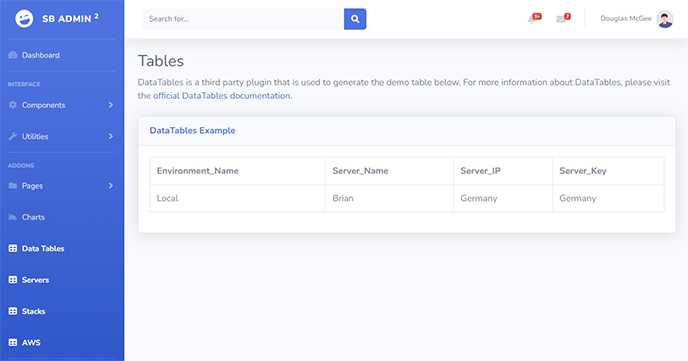 SB ADMIN 2
Search for...
3+
7
Douglas McGee
Dashboard
INTERFACE
Components
Utilities
ADDONS
Pages
Charts
Data Tables
Servers
Stacks
AWS
Tables
DataTables is a third party plugin that is used to generate the demo table below. For more information about DataTables, please visit
the official DataTables documentation.
DataTables Example
Environment_Name Server_Name Server_IP Server_Key
Local Brian Germany Germany